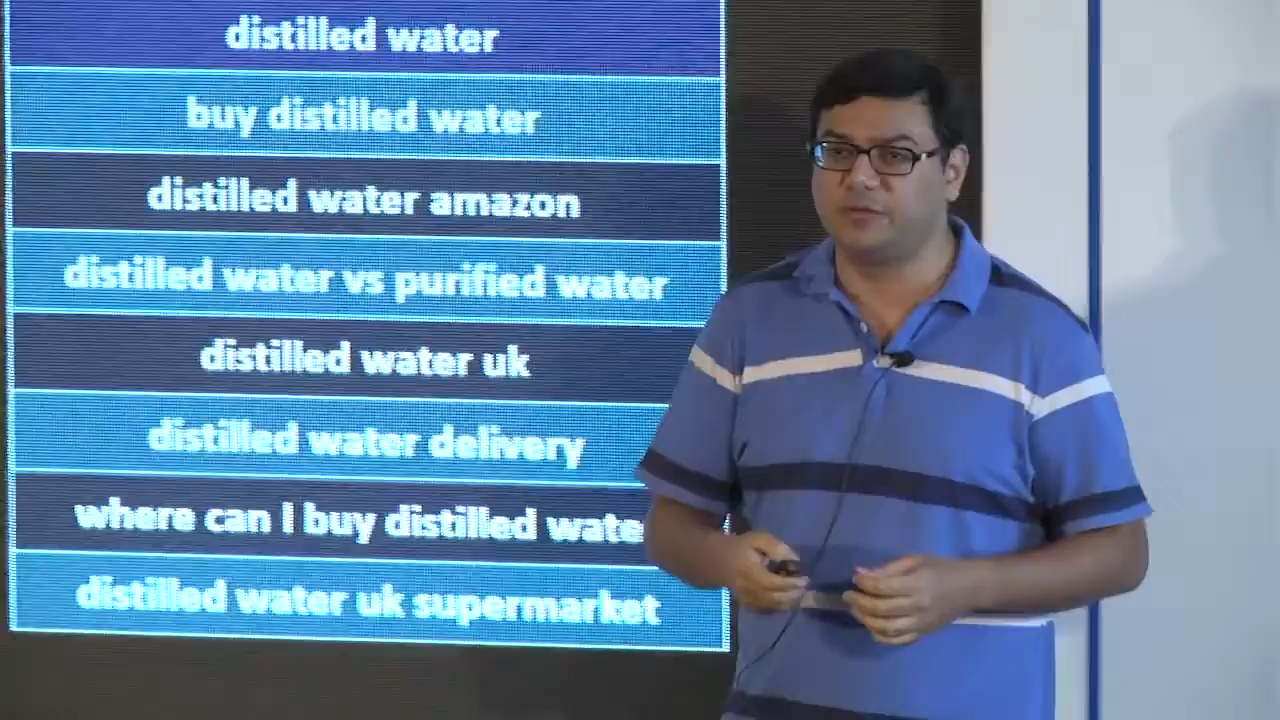 distilled water
buy distilled water
distilled water amazon
distilled water vs purified water
distilled water uk
distilled water delivery
where can I buy distilled wate
distilled water uk supermarket